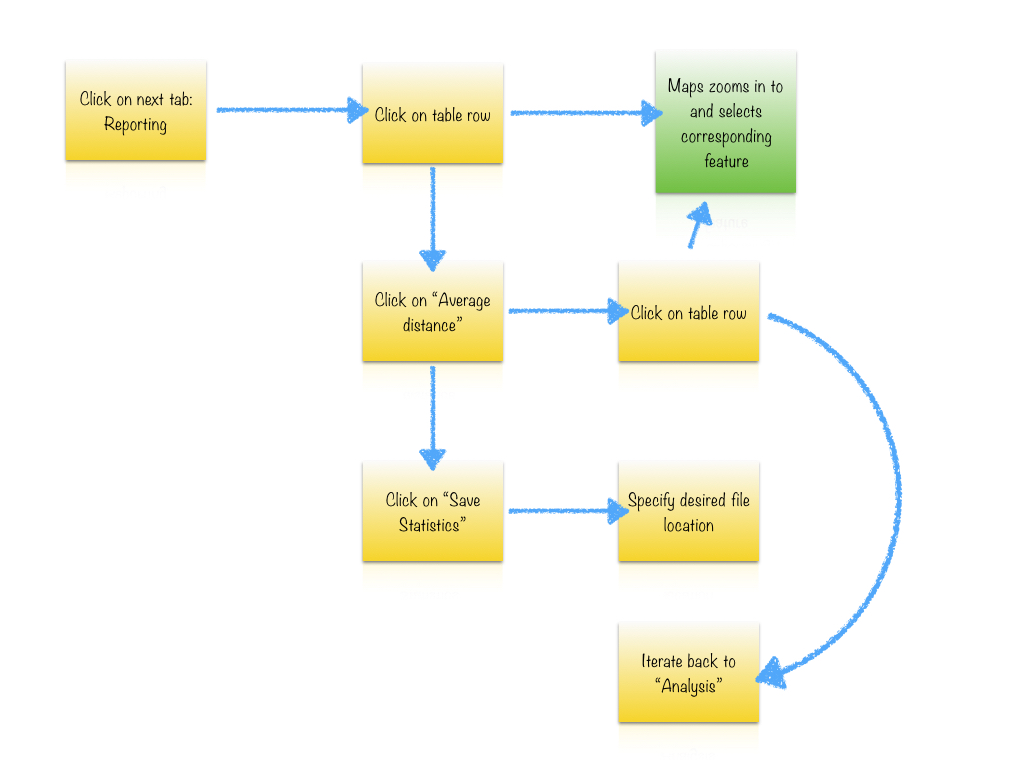 Click on next tab:
Reporting
Click on table row
Maps zooms in to
and selects
corresponding
feature
Click on “Average
distance”
Click on table row
Click on “Save
Statistics”
Specify desired file
location
Iterate back to
“Analysis”